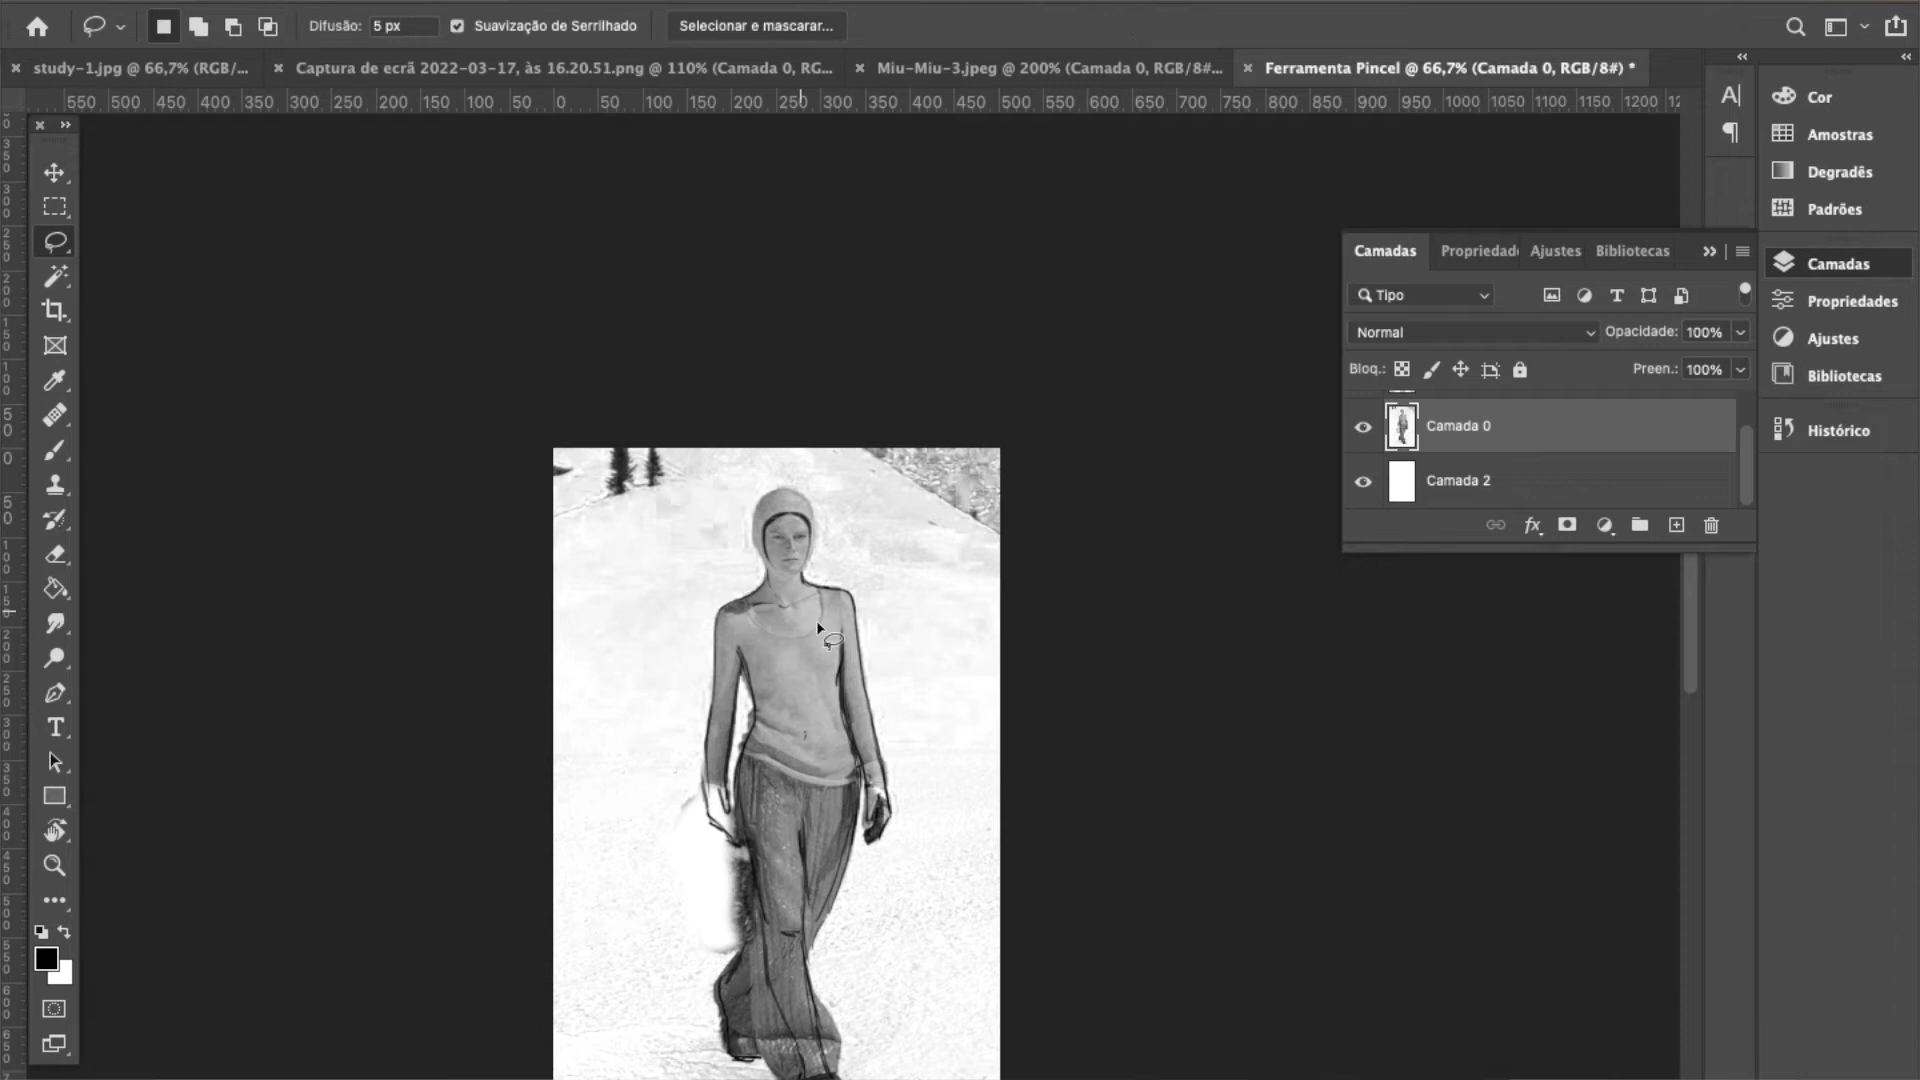 Difusão: 5 px Suavização de Serrilhado Selecionar e mascarar...
study-1.jpg @ 66,7% (RGB/... Captura de ecrã 2022-03-17, às 16.20.51.png @ 110% (Camada 0, RG... Miu-Miu-3.jpeg @ 200% (Camada 0, RGB/8#... Ferramenta Pincel @ 66,7% (Camada 0, RGB/8#) *
550 500 450 400 350 300 250 200 150 100 50 0 50 100 150 200 250 300 350 400 450 500 550 600 650 700 750 800 850 900 950 1000 1050 1100 1150 1200
Cor
Amostras
Degradês
Padrões
Camadas
Propriedades
Ajustes
Bibliotecas
Histórico
Camadas Propriedade Ajustes Bibliotecas
Tipo
Normal Opacidade: 100%
Bloq.: Preen.: 100%
Camada 0
Camada 2
fx